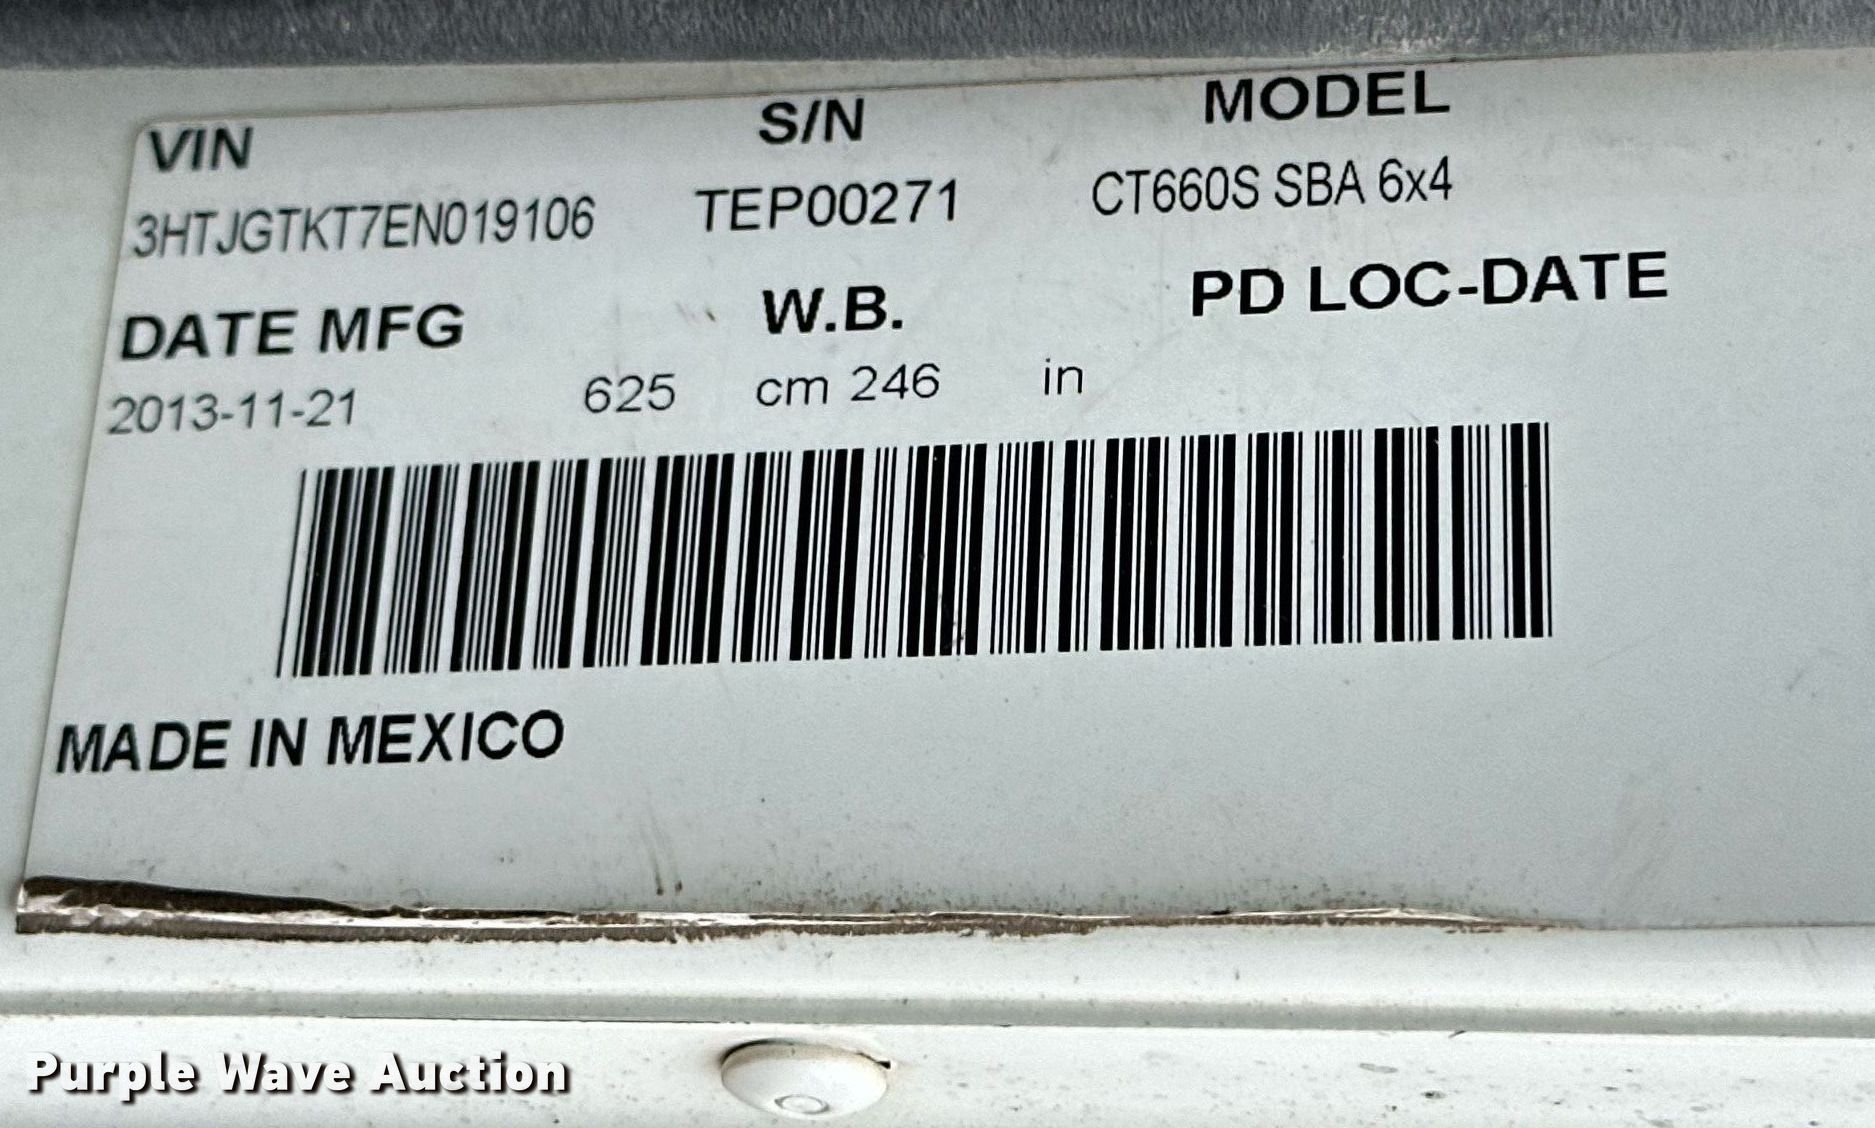 VIN S/N MODEL
3HTJGTKT7EN019106 TEP00271 CT660S SBA 6x4
DATE MFG W.B. PD LOC-DATE
2013-11-21 625 cm 246 in
MADE IN MEXICO
Purple Wave Auction